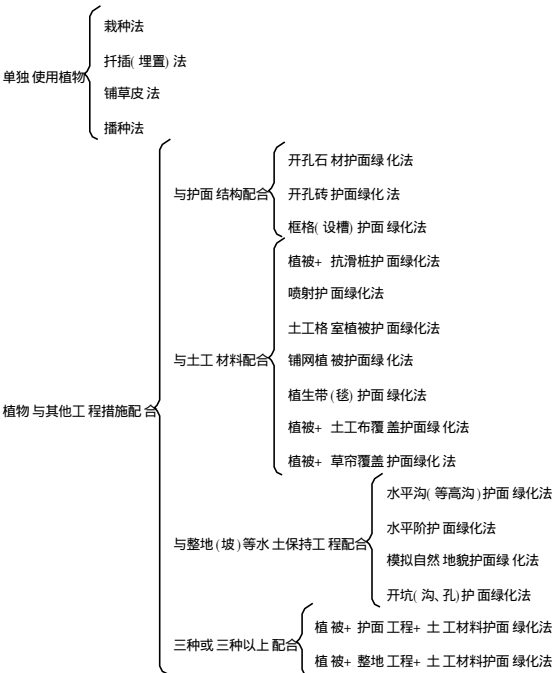 单独使用植物
栽种法
扦插(埋置)法
铺草皮法
播种法
植物与其他工程措施配合
与护面结构配合
开孔石材护面绿化法
开孔砖护面绿化法
框格(设槽)护面绿化法
与土工材料配合
植被+抗滑桩护面绿化法
喷射护面绿化法
土工格室植被护面绿化法
铺网植被护面绿化法
植生带(毯)护面绿化法
植被+土工布覆盖护面绿化法
植被+草帘覆盖护面绿化法
与整地(坡)等水土保持工程配合
水平沟(等高沟)护面绿化法
水平阶护面绿化法
模拟自然地貌护面绿化法
开坑(沟、孔)护面绿化法
三种或三种以上配合
植被+护面工程+土工材料护面绿化法
植被+整地工程+土工材料护面绿化法